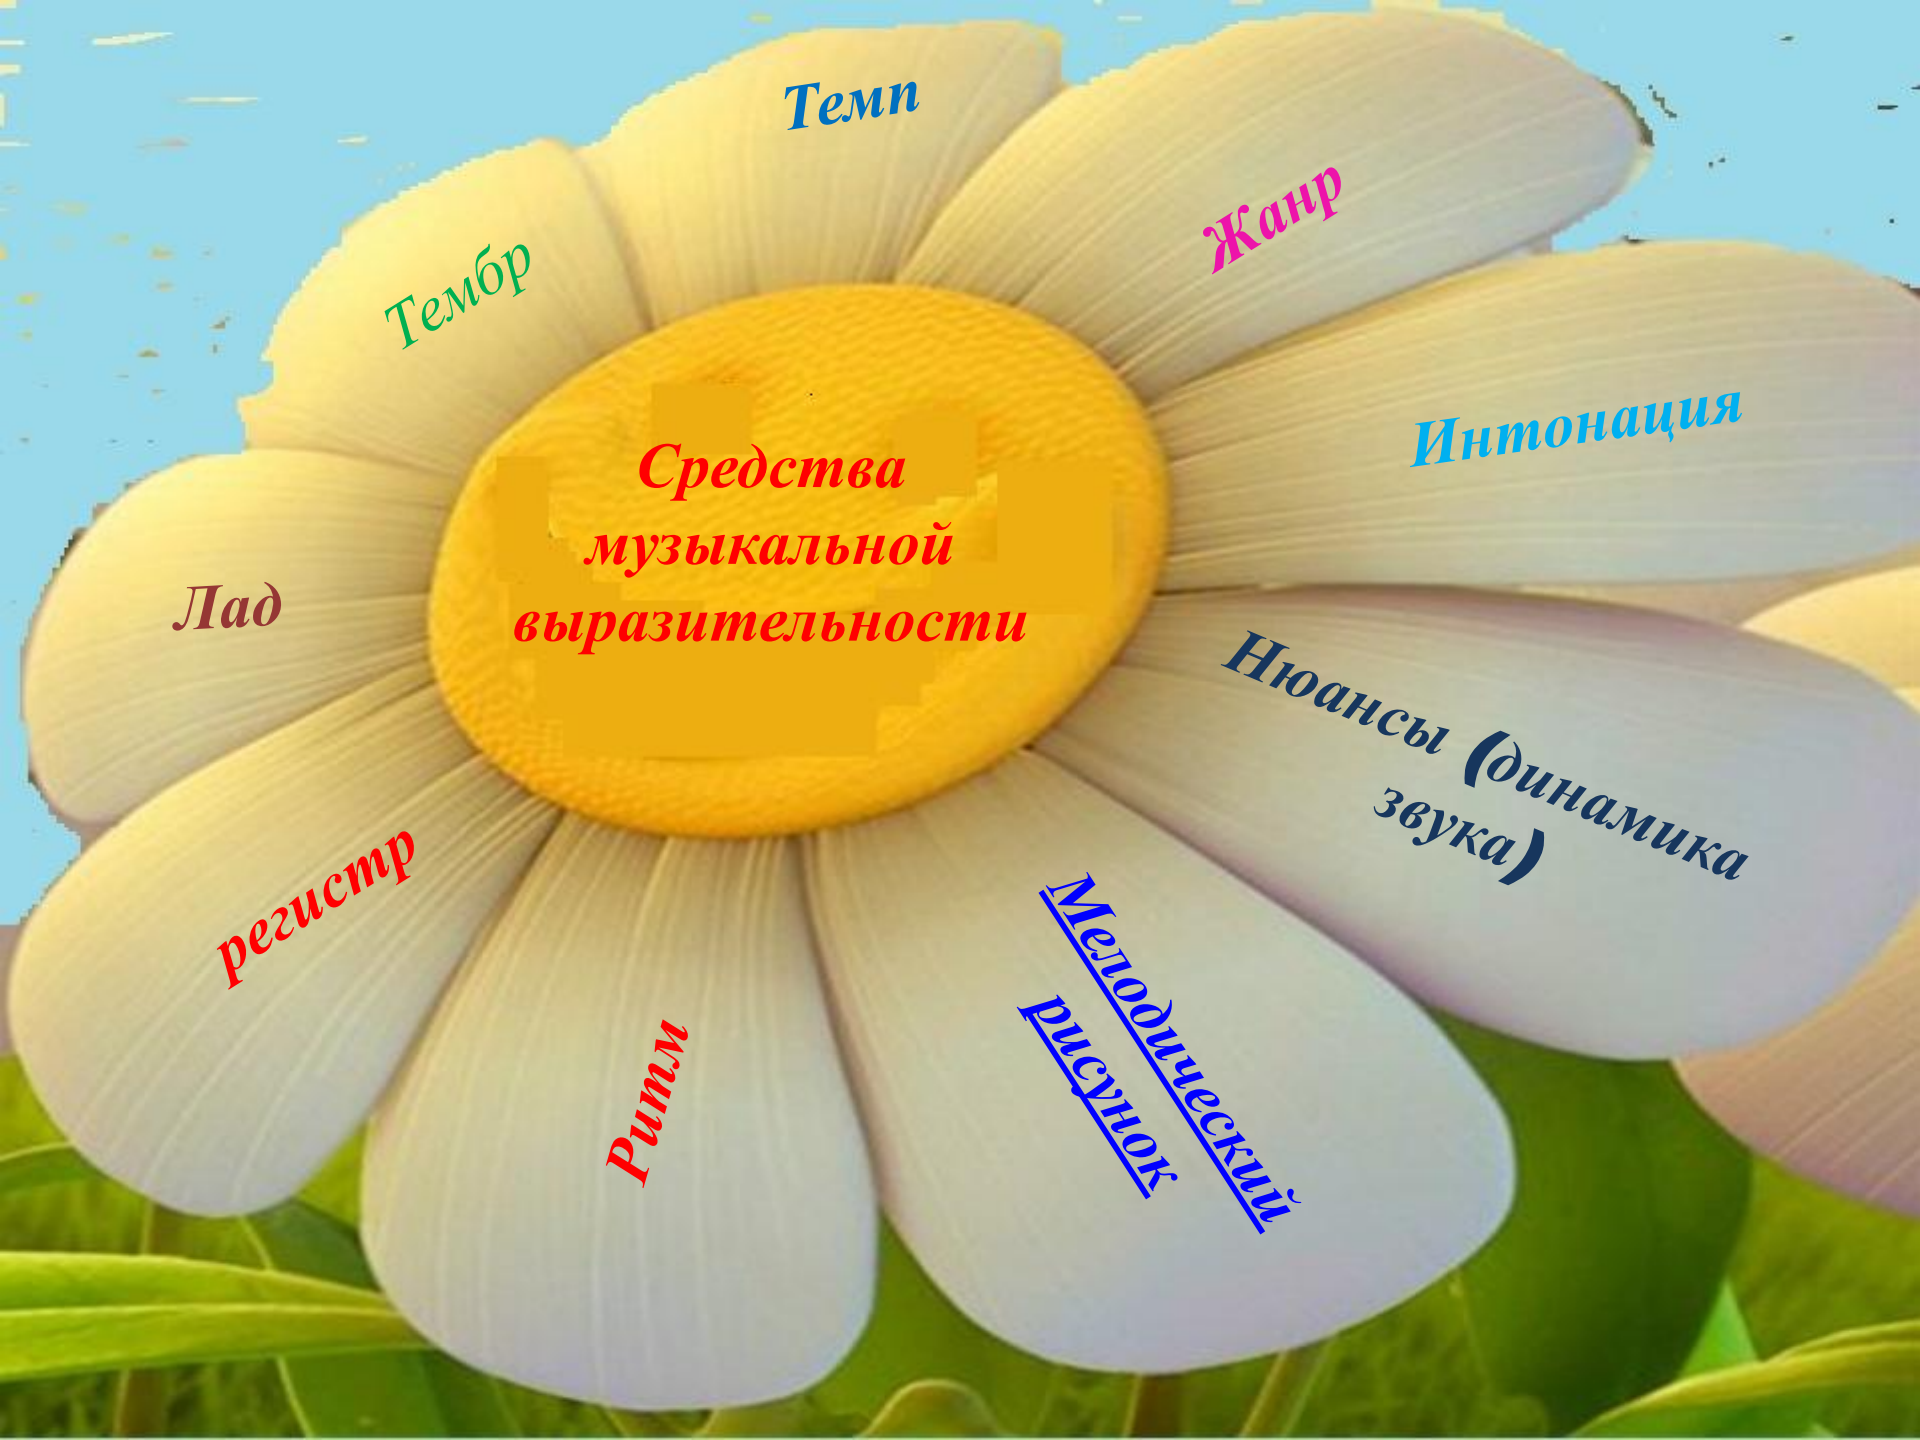 Темп
Жанр
Тембр
Интонация
Средства
музыкальной
выразительности
Лад
Нюансы (динамика
звука)
регистр
Мелодический
рисунок
Ритм